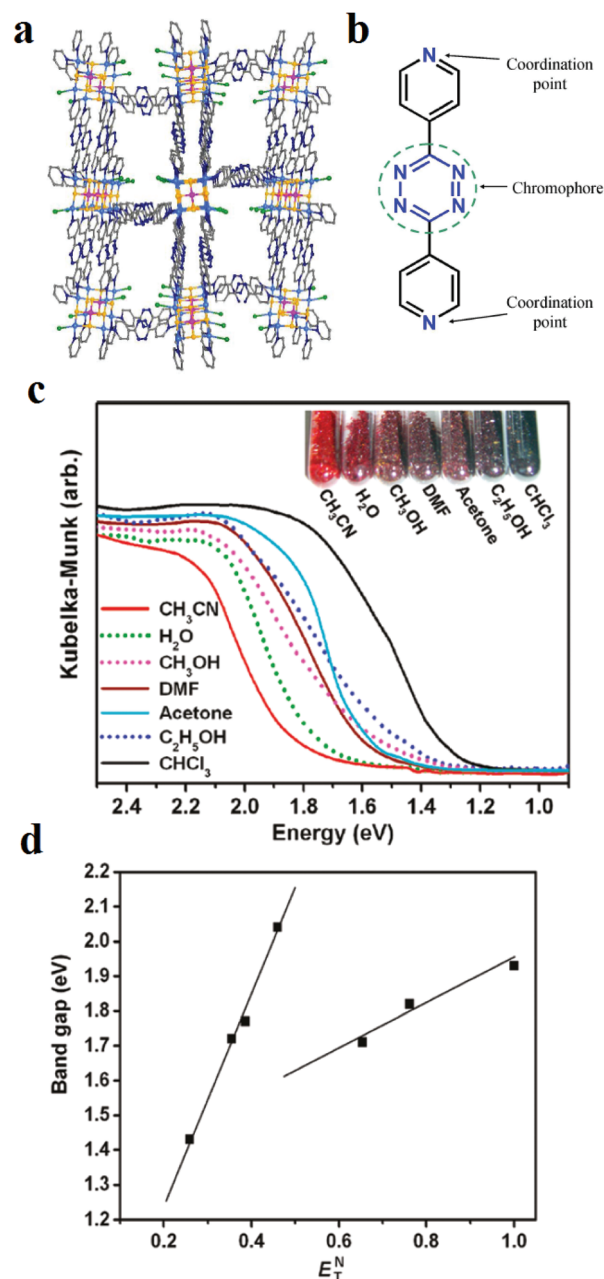 a
b
N
Coordination
point
N N
N N
Chromophore
N
Coordination
point
c
Kubelka-Munk (arb.)
CH₃CN
H₂O
CH₃OH
DMF
Acetone
C₂H₅OH
CHCl₃
CH₃CN
H₂O
CH₃OH
DMF
Acetone
C₂H₅OH
CHCl₃
2.4 2.2 2.0 1.8 1.6 1.4 1.2 1.0
Energy (eV)
d
Band gap (eV)
2.2
2.1
2.0
1.9
1.8
1.7
1.6
1.5
1.4
1.3
1.2
0.2 0.4 0.6 0.8 1.0
E_T^N